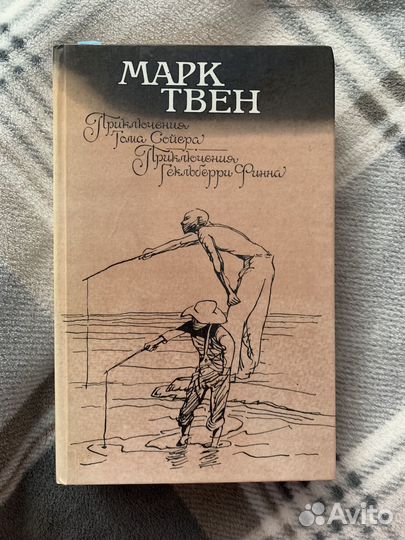 МАРК
ТВЕН
Приключения
Тома Сойера
Приключения
Гекльберри Финна
Avito